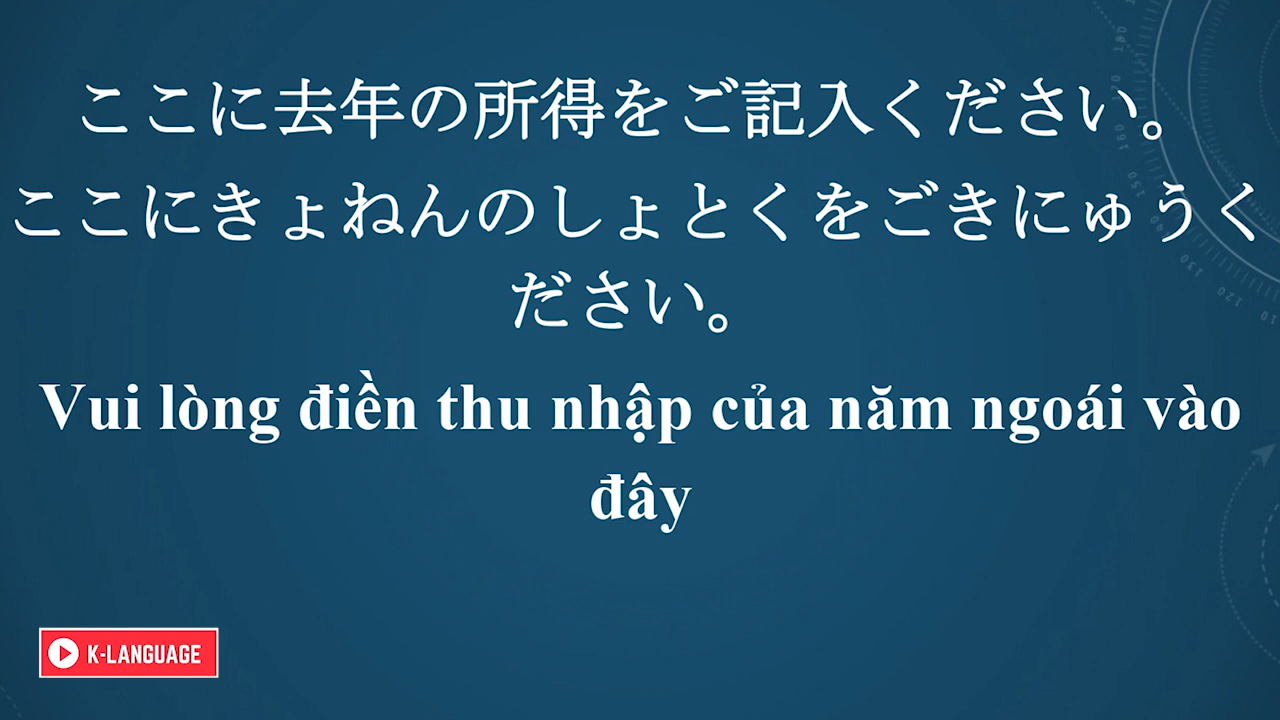 ここに去年の所得をご記入ください。
ここにきょねんのしょとくをごきにゅうく
ださい。
Vui lòng điền thu nhập của năm ngoái vào
đây
K-LANGUAGE